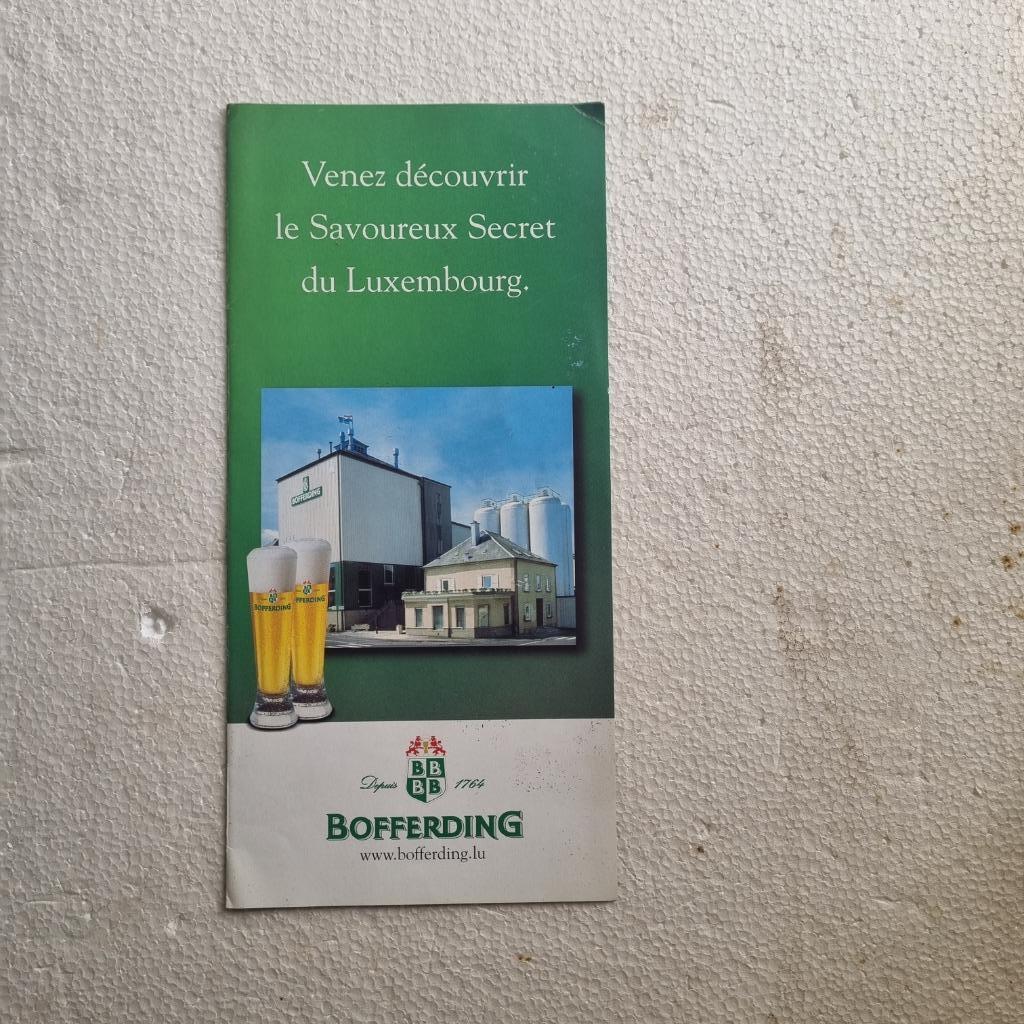 Venez découvrir
le Savoureux Secret
du Luxembourg.
BOFFERDING
BOFFERDING
BOFFERDING
Depuis 1764
BB
BB
BOFFERDING
www.bofferding.lu